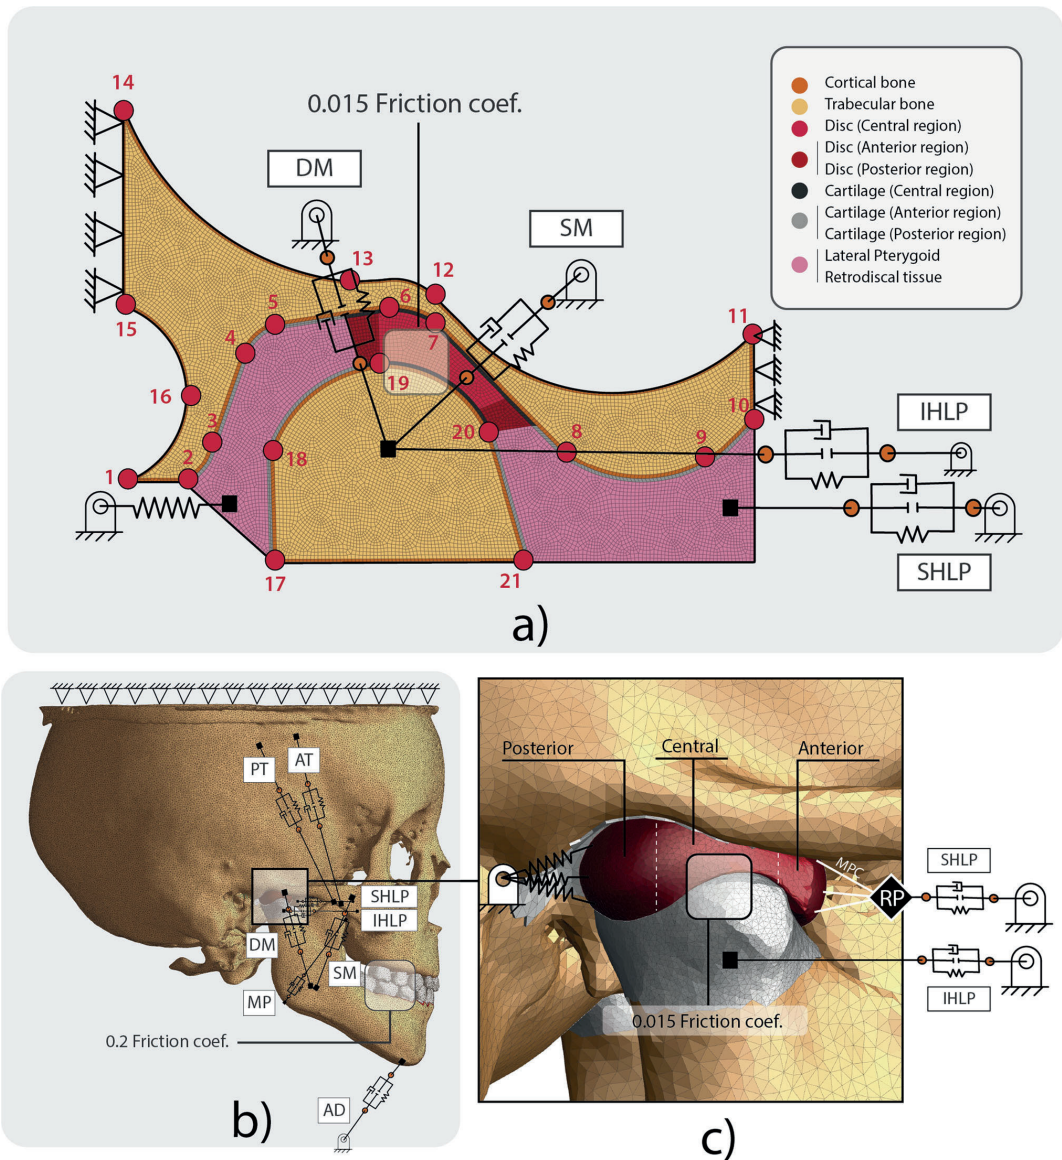 14
0.015 Friction coef.
Cortical bone
Trabecular bone
Disc (Central region)
Disc (Anterior region)
Disc (Posterior region)
Cartilage (Central region)
Cartilage (Anterior region)
Cartilage (Posterior region)
Lateral Pterygoid
Retrodiscal tissue
DM
SM
13
12
15
5
6
4
7
11
16
19
10
3
20
18
8
9
IHLP
1
2
SHLP
17
21
a)
PT
AT
SHLP
IHLP
DM
SM
MP
0.2 Friction coef.
AD
b)
Posterior
Central
Anterior
MPC
RP
SHLP
IHLP
0.015 Friction coef.
c)